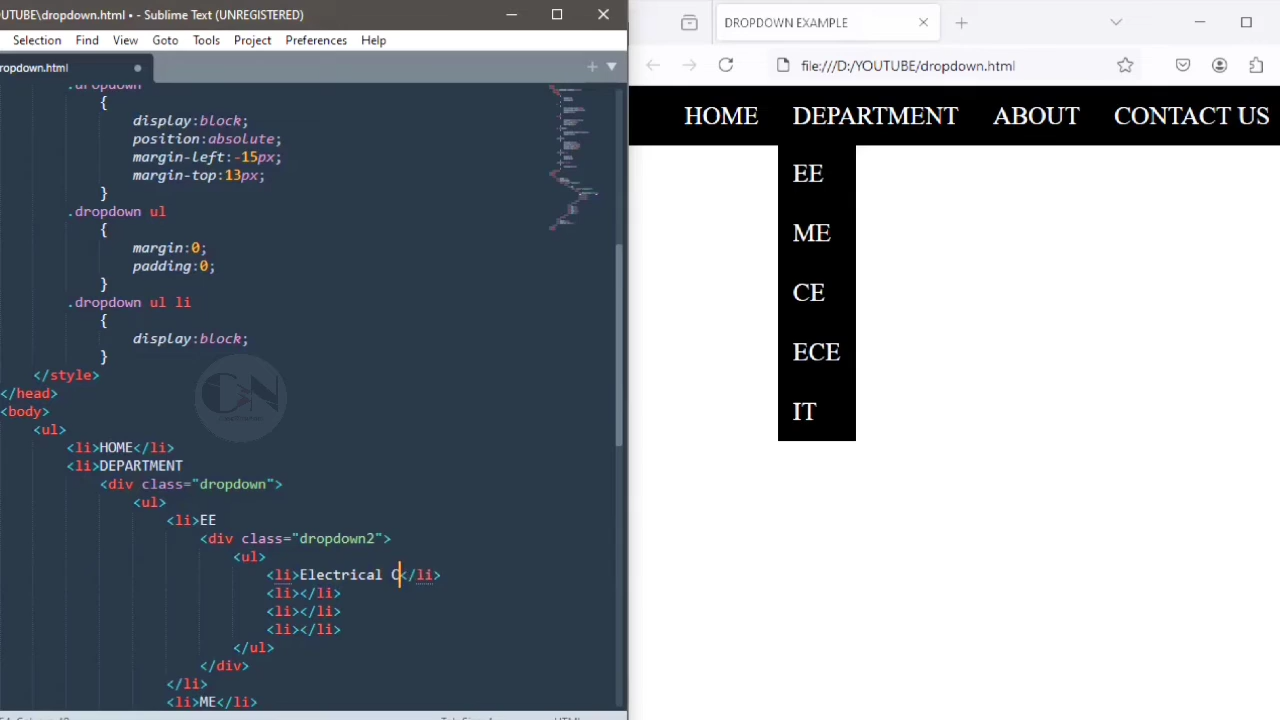 OUTUBE\dropdown.html • - Sublime Text (UNREGISTERED)
Selection Find View Goto Tools Project Preferences Help
ropdown.html
.dropdown
{
display:block;
position:absolute;
margin-left:-15px;
margin-top:13px;
}
.dropdown ul
{
margin:0;
padding:0;
}
.dropdown ul li
{
display:block;
}
</style>
</head>
<body>
<ul>
<li>HOME</li>
<li>DEPARTMENT
<div class="dropdown">
<ul>
<li>EE
<div class="dropdown2">
<ul>
<li>Electrical C</li>
<li></li>
<li></li>
<li></li>
</ul>
</div>
</li>
<li>ME</li>
DROPDOWN EXAMPLE
file:///D:/YOUTUBE/dropdown.html
HOME DEPARTMENT ABOUT CONTACT US
EE
ME
CE
ECE
IT